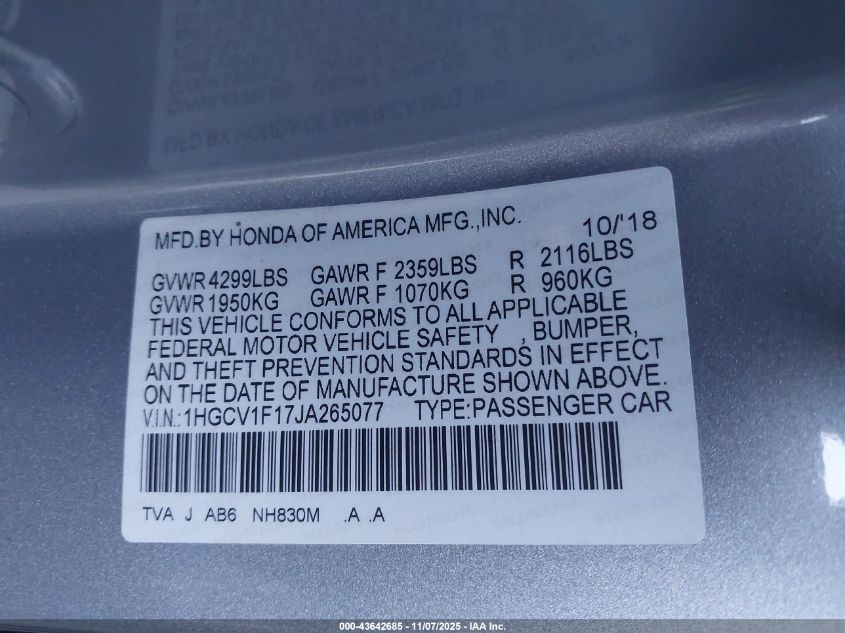 MFD.BY HONDA OF AMERICA MFG.,INC. 10/'18
GVWR 4299LBS GAWR F 2359LBS R 2116LBS
GVWR 1950KG GAWR F 1070KG R 960KG
THIS VEHICLE CONFORMS TO ALL APPLICABLE
FEDERAL MOTOR VEHICLE SAFETY , BUMPER,
AND THEFT PREVENTION STANDARDS IN EFFECT
ON THE DATE OF MANUFACTURE SHOWN ABOVE.
V.I.N.:1HGCV1F17JA265077 TYPE:PASSENGER CAR
TVA J AB6 NH830M .A .A
000-43642685 - 11/07/2025 - IAA Inc.